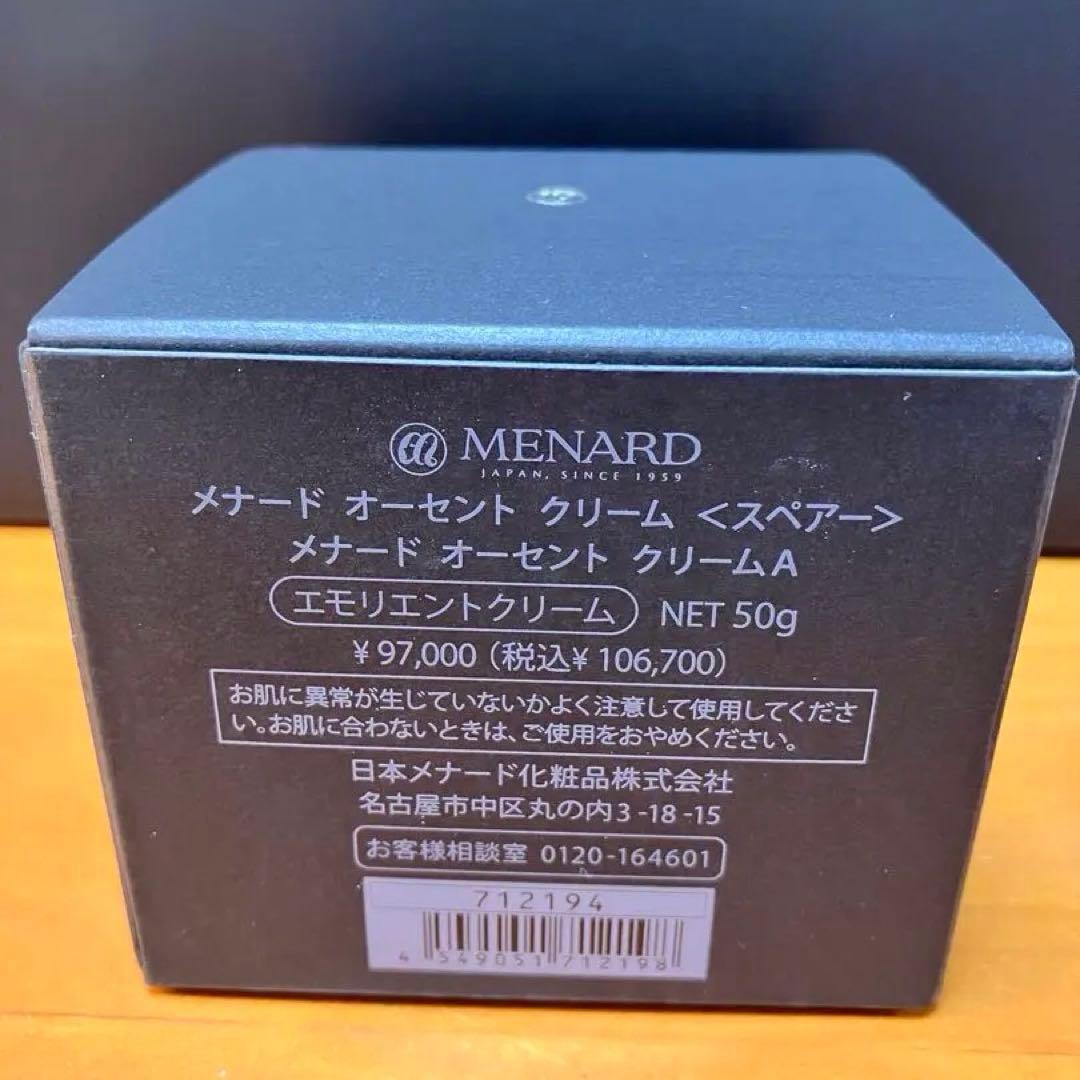 MENARD
JAPAN, SINCE 1959
メナード オーセント クリーム <スペアー>
メナード オーセント クリームA
エモリエントクリーム NET 50g
¥97,000 (税込¥106,700)
お肌に異常が生じていないかよく注意して使用してくださ
い。お肌に合わないときは、ご使用をおやめください。
日本メナード化粧品株式会社
名古屋市中区丸の内3-18-15
お客様相談室 0120-164601
712194
4 549051 712198